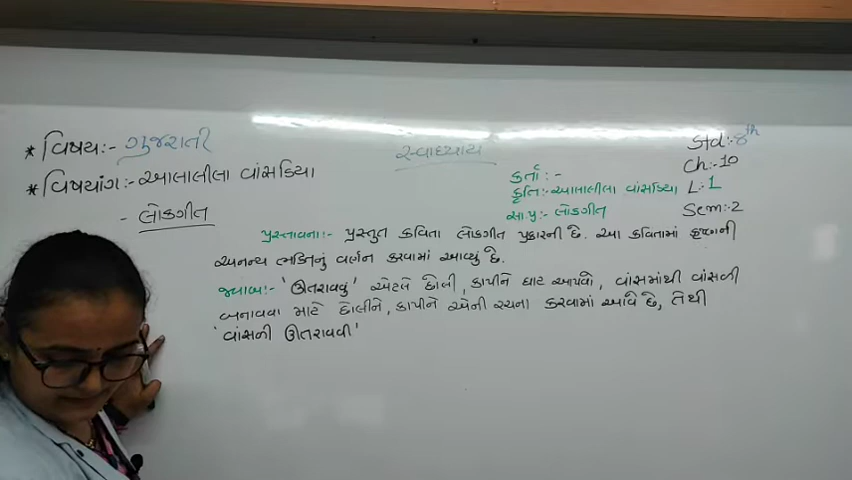 * વિષય:- ગુજરાતી
સ્વાધ્યાય
Std:-8th
* વિષયાંગ:- આલાલીલા વાંસડિયા
- લોકગીત
કર્તા:-
કૃતિ:- આલાલીલા વાંસડિયા
સા.પ્ર:- લોકગીત
Ch:-10
L:-1
Sem:-2
પ્રસ્તાવના:- પ્રસ્તુત કવિતા લોકગીત પ્રકારની છે. આ કવિતામાં કૃષ્ણની
અનન્ય ભક્તિનું વર્ણન કરવામાં આવ્યું છે.
જવાબ:- 'ઊતરાવવું' એટલે છોલી, કાપીને ઘાટ આપવો, વાંસમાંથી વાંસળી
બનાવવા માટે છોલીને, કાપીને એની રચના કરવામાં આવે છે, તેથી
'વાંસળી ઊતરાવવી'